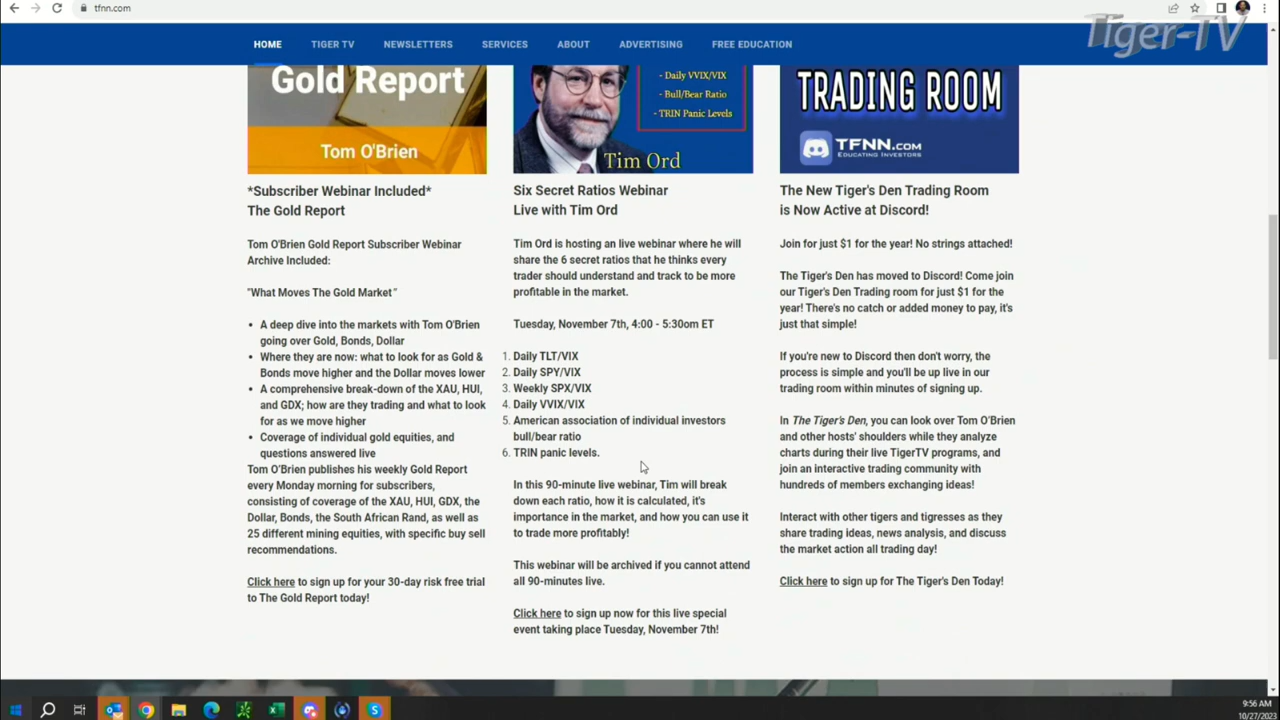 tfnn.com
Tiger-TV
HOME
TIGER TV
NEWSLETTERS
SERVICES
ABOUT
ADVERTISING
FREE EDUCATION
Gold Report
Tom O'Brien
*Subscriber Webinar Included*
The Gold Report
Tom O'Brien Gold Report Subscriber Webinar
Archive Included:
"What Moves The Gold Market"
• A deep dive into the markets with Tom O'Brien
going over Gold, Bonds, Dollar
• Where they are now: what to look for as Gold &
Bonds move higher and the Dollar moves lower
• A comprehensive break-down of the XAU, HUI,
and GDX; how are they trading and what to look
for as we move higher
• Coverage of individual gold equities, and
questions answered live
Tom O'Brien publishes his weekly Gold Report
every Monday morning for subscribers,
consisting of coverage of the XAU, HUI, GDX, the
Dollar, Bonds, the South African Rand, as well as
25 different mining equities, with specific buy sell
recommendations.
Click here to sign up for your 30-day risk free trial
to The Gold Report today!
- Daily VVIX/VIX
- Bull/Bear Ratio
- TRIN Panic Levels
Tim Ord
Six Secret Ratios Webinar
Live with Tim Ord
Tim Ord is hosting an live webinar where he will
share the 6 secret ratios that he thinks every
trader should understand and track to be more
profitable in the market.
Tuesday, November 7th, 4:00 - 5:30om ET
1. Daily TLT/VIX
2. Daily SPY/VIX
3. Weekly SPX/VIX
4. Daily VVIX/VIX
5. American association of individual investors
bull/bear ratio
6. TRIN panic levels.
In this 90-minute live webinar, Tim will break
down each ratio, how it is calculated, it's
importance in the market, and how you can use it
to trade more profitably!
This webinar will be archived if you cannot attend
all 90-minutes live.
Click here to sign up now for this live special
event taking place Tuesday, November 7th!
TRADING ROOM
TFNN.COM
EDUCATING INVESTORS
The New Tiger's Den Trading Room
is Now Active at Discord!
Join for just $1 for the year! No strings attached!
The Tiger's Den has moved to Discord! Come join
our Tiger's Den Trading room for just $1 for the
year! There's no catch or added money to pay, it's
just that simple!
If you're new to Discord then don't worry, the
process is simple and you'll be up live in our
trading room within minutes of signing up.
In The Tiger's Den, you can look over Tom O'Brien
and other hosts' shoulders while they analyze
charts during their live TigerTV programs, and
join an interactive trading community with
hundreds of members exchanging ideas!
Interact with other tigers and tigresses as they
share trading ideas, news analysis, and discuss
the market action all trading day!
Click here to sign up for The Tiger's Den Today!
9:56 AM
10/27/2023